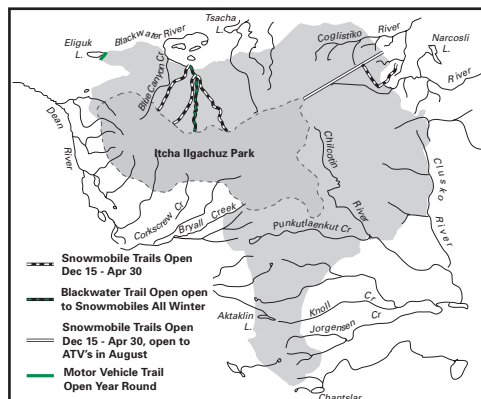 Tsacha
L.
Blackwater River
Eliguk
L.
Coglistiko River
Narcosli
L.
River
Blue Canyon Cr
Dean
River
Itcha Ilgachuz Park
Chilcotin
River
Clusko
River
Corkscrew Cr
Bryall Creek
Punkutlaenkut Cr
Snowmobile Trails Open
Dec 15 - Apr 30
Blackwater Trail Open open
to Snowmobiles All Winter
Snowmobile Trails Open
Dec 15 - Apr 30, open to
ATV's in August
Motor Vehicle Trail
Open Year Round
Aktaklin
L.
Knoll Cr
Jorgensen Cr
Chantslar